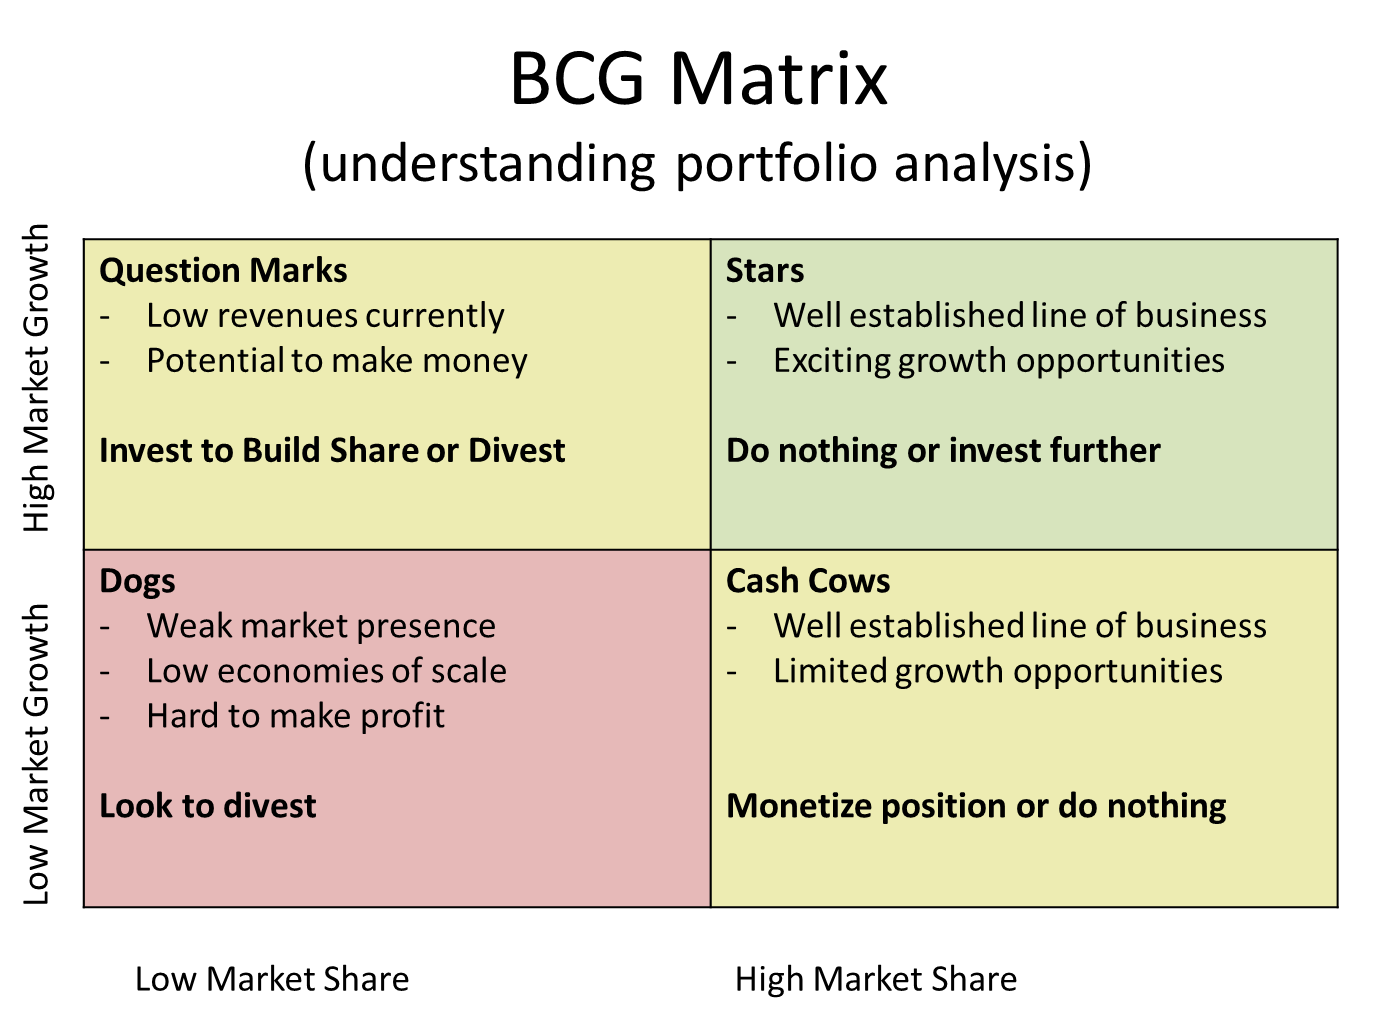 BCG Matrix
(understanding portfolio analysis)
High Market Growth
Question Marks
- Low revenues currently
- Potential to make money
Invest to Build Share or Divest
Stars
- Well established line of business
- Exciting growth opportunities
Do nothing or invest further
Low Market Growth
Dogs
- Weak market presence
- Low economies of scale
- Hard to make profit
Look to divest
Cash Cows
- Well established line of business
- Limited growth opportunities
Monetize position or do nothing
Low Market Share
High Market Share